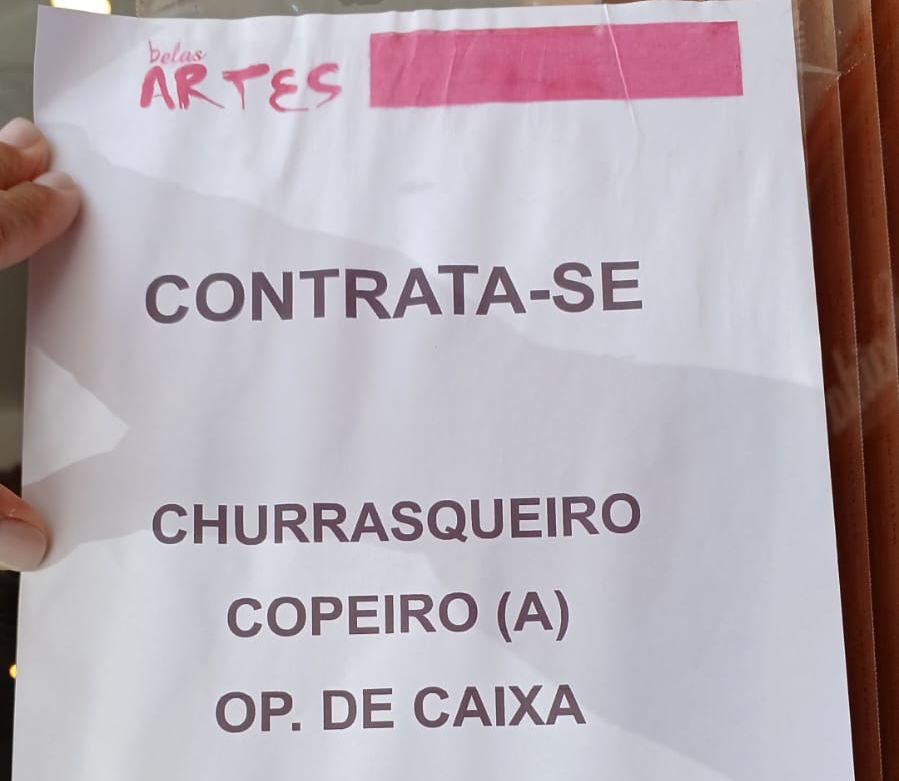 belas
ARTES
CONTRATA-SE
CHURRASQUEIRO
COPEIRO (A)
OP. DE CAIXA